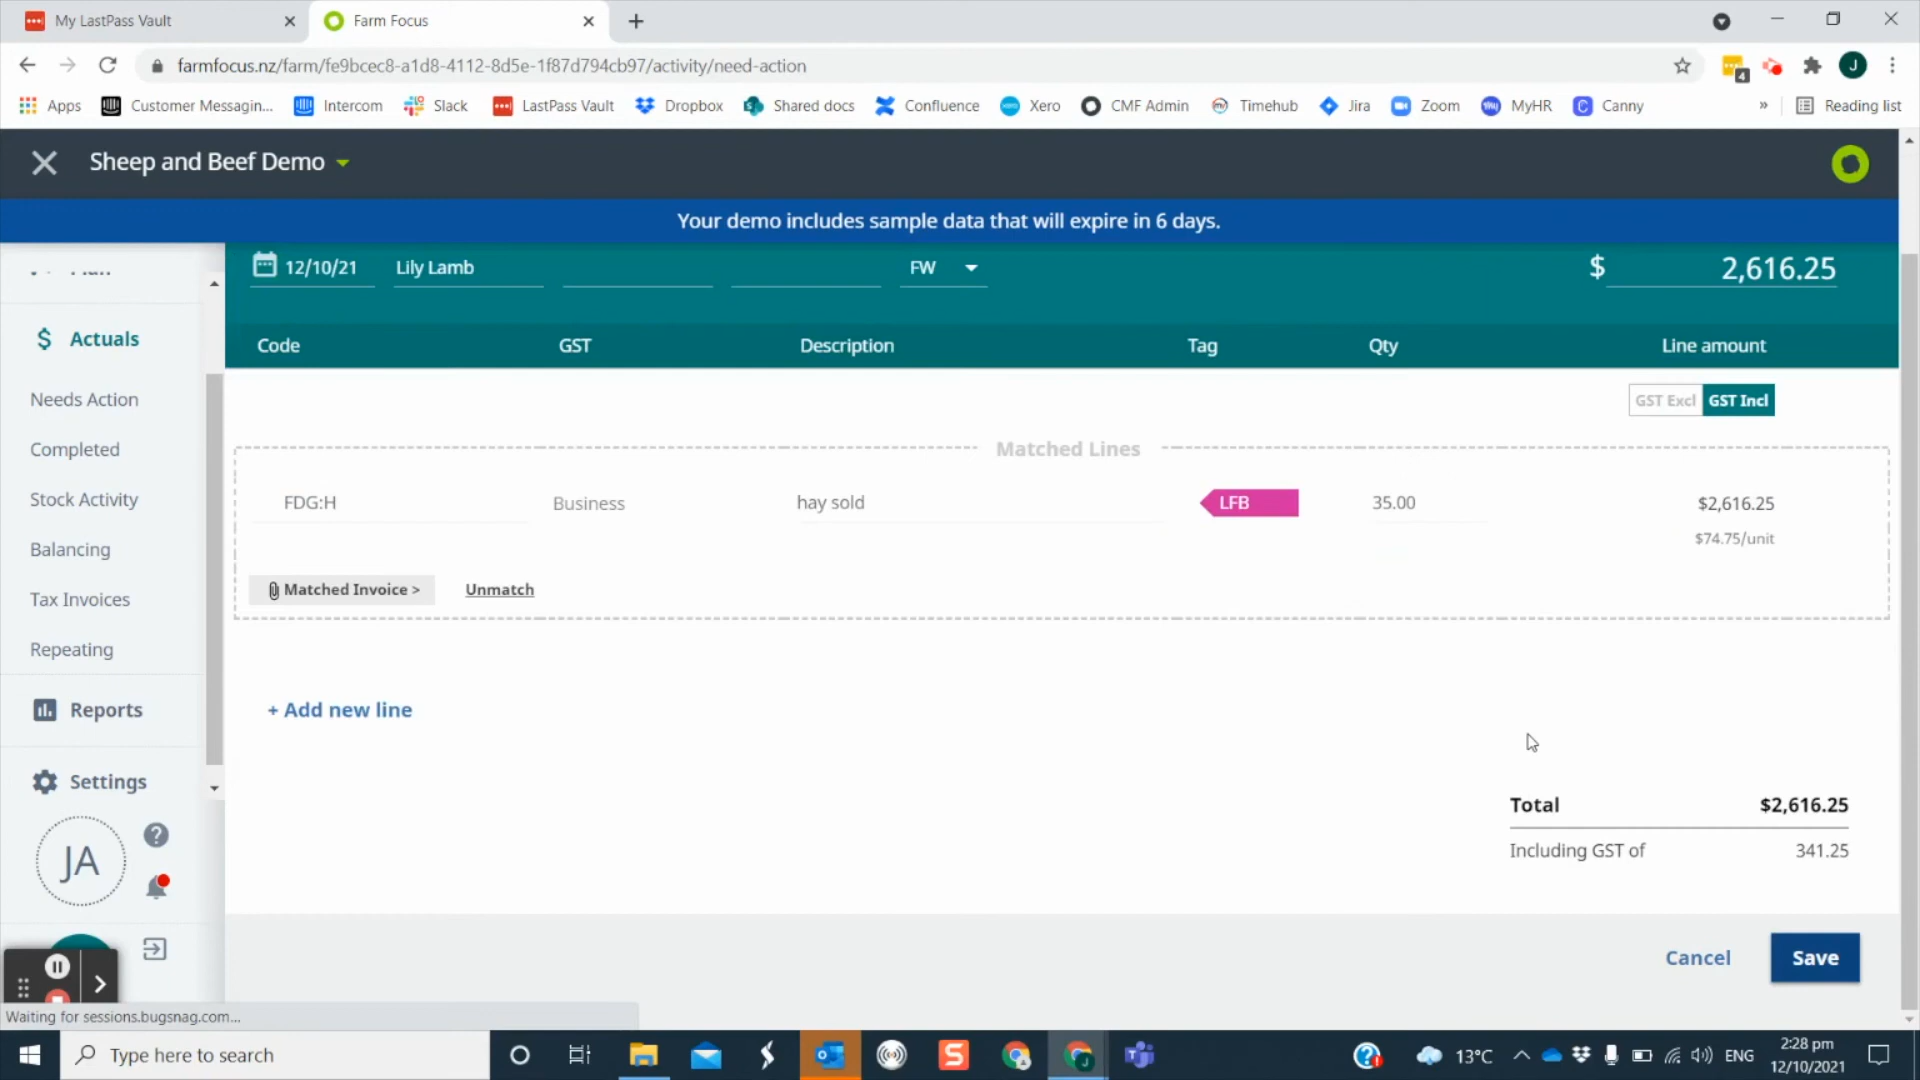 My LastPass Vault
Farm Focus
farmfocus.nz/farm/fe9bcec8-a1d8-4112-8d5e-1f87d794cb97/activity/need-action
4
J
Apps
Customer Messagin...
Intercom
Slack
LastPass Vault
Dropbox
Shared docs
Confluence
Xero
CMF Admin
Timehub
Jira
Zoom
MyHR
Canny
»
Reading list
Sheep and Beef Demo
Your demo includes sample data that will expire in 6 days.
12/10/21
Lily Lamb
FW
$ 2,616.25
Code
GST
Description
Tag
Qty
Line amount
GST Excl
GST Incl
Matched Lines
FDG:H
Business
hay sold
LFB
35.00
$2,616.25
$74.75/unit
Matched Invoice >
Unmatch
+ Add new line
Total $2,616.25
Including GST of 341.25
Cancel
Save
$ Actuals
Needs Action
Completed
Stock Activity
Balancing
Tax Invoices
Repeating
Reports
Settings
JA
Waiting for sessions.bugsnag.com...
Type here to search
13°C
ENG
2:28 pm
12/10/2021